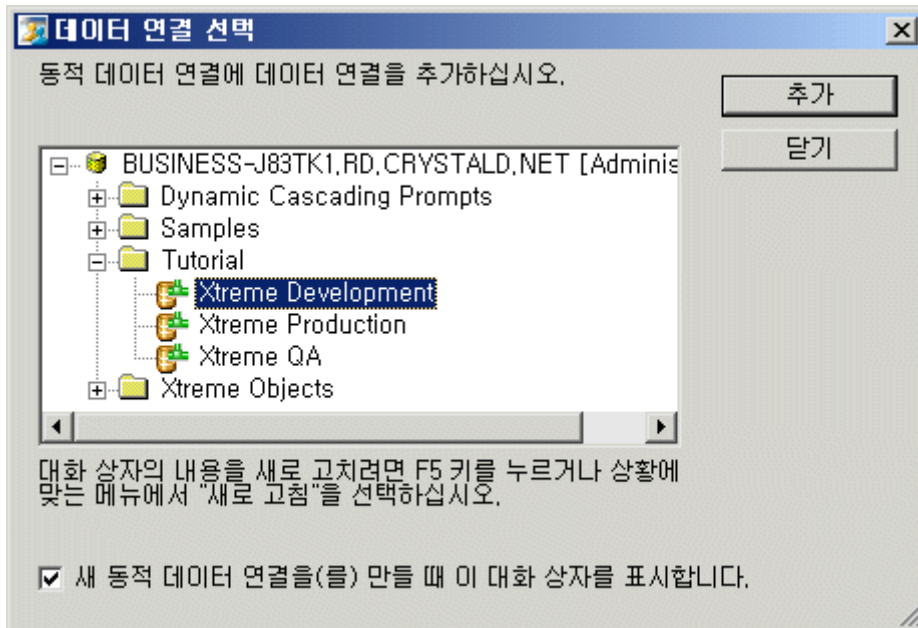 데이터 연결 선택
동적 데이터 연결에 데이터 연결을 추가하십시오.
추가
닫기
BUSINESS-J83TK1.RD.CRYSTALD.NET [Adminis
Dynamic Cascading Prompts
Samples
Tutorial
Xtreme Development
Xtreme Production
Xtreme QA
Xtreme Objects
대화 상자의 내용을 새로 고치려면 F5 키를 누르거나 상황에
맞는 메뉴에서 "새로 고침"을 선택하십시오.
새 동적 데이터 연결을(를) 만들 때 이 대화 상자를 표시합니다.